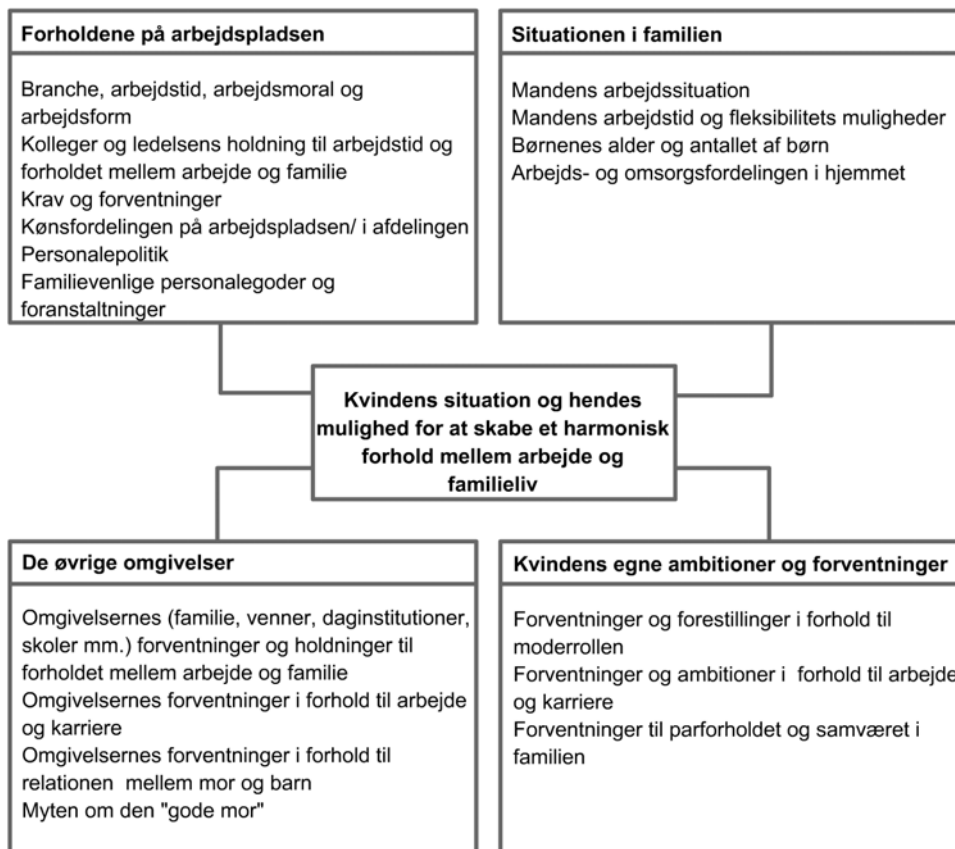 Forholdene på arbejdspladsen
Branche, arbejdstid, arbejdsmoral og
arbejdsform
Kolleger og ledelsens holdning til arbejdstid og
forholdet mellem arbejde og familie
Krav og forventninger
Kønsfordelingen på arbejdspladsen/ i afdelingen
Personalepolitik
Familievenlige personalegoder og
foranstaltninger
Situationen i familien
Mandens arbejdssituation
Mandens arbejdstid og fleksibilitets muligheder
Børnenes alder og antallet af børn
Arbejds- og omsorgsfordelingen i hjemmet
Kvindens situation og hendes
mulighed for at skabe et harmonisk
forhold mellem arbejde og
familieliv
De øvrige omgivelser
Omgivelsernes (familie, venner, daginstitutioner,
skoler mm.) forventninger og holdninger til
forholdet mellem arbejde og familie
Omgivelsernes forventninger i forhold til arbejde
og karriere
Omgivelsernes forventninger i forhold til
relationen mellem mor og barn
Myten om den "gode mor"
Kvindens egne ambitioner og forventninger
Forventninger og forestillinger i forhold til
moderrollen
Forventninger og ambitioner i forhold til arbejde
og karriere
Forventninger til parforholdet og samværet i
familien